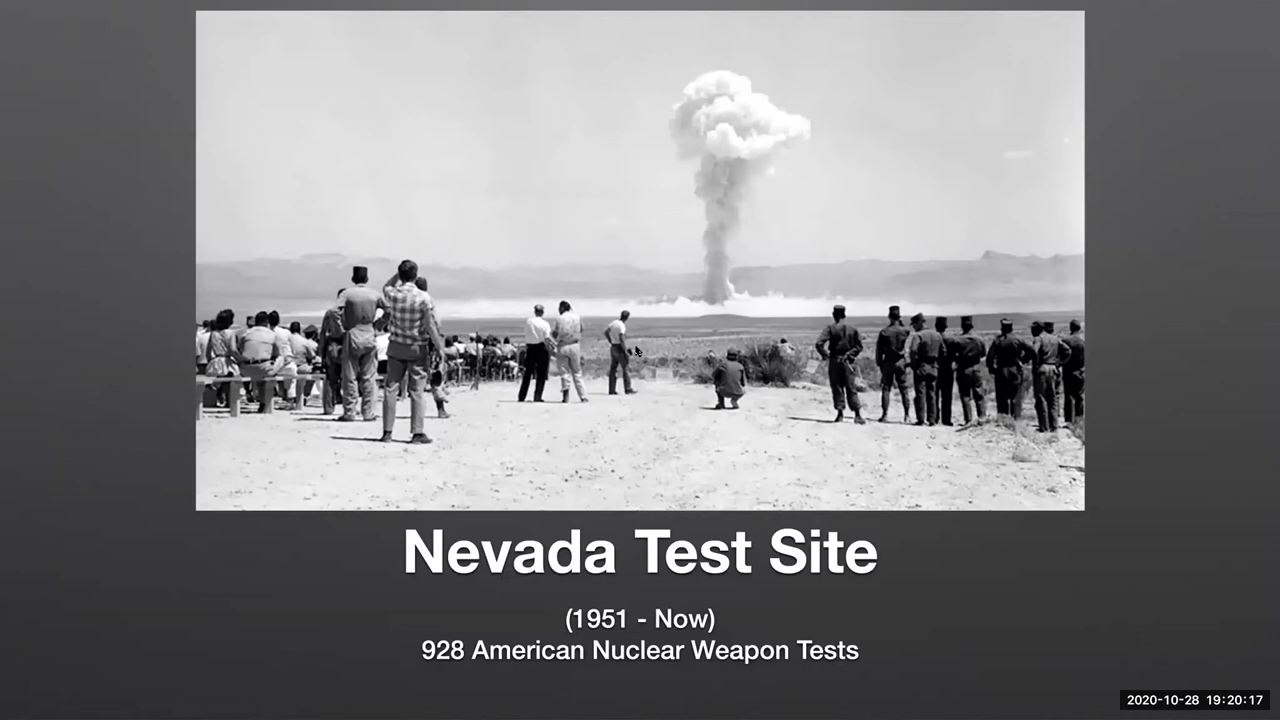 Nevada Test Site
(1951 - Now)
928 American Nuclear Weapon Tests
2020-10-28 19:20:17